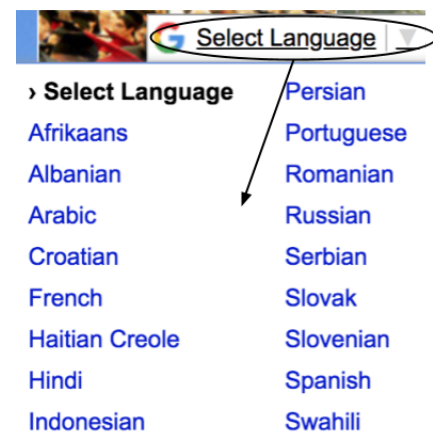 Select Language
› Select Language
Afrikaans
Albanian
Arabic
Croatian
French
Haitian Creole
Hindi
Indonesian
Persian
Portuguese
Romanian
Russian
Serbian
Slovak
Slovenian
Spanish
Swahili